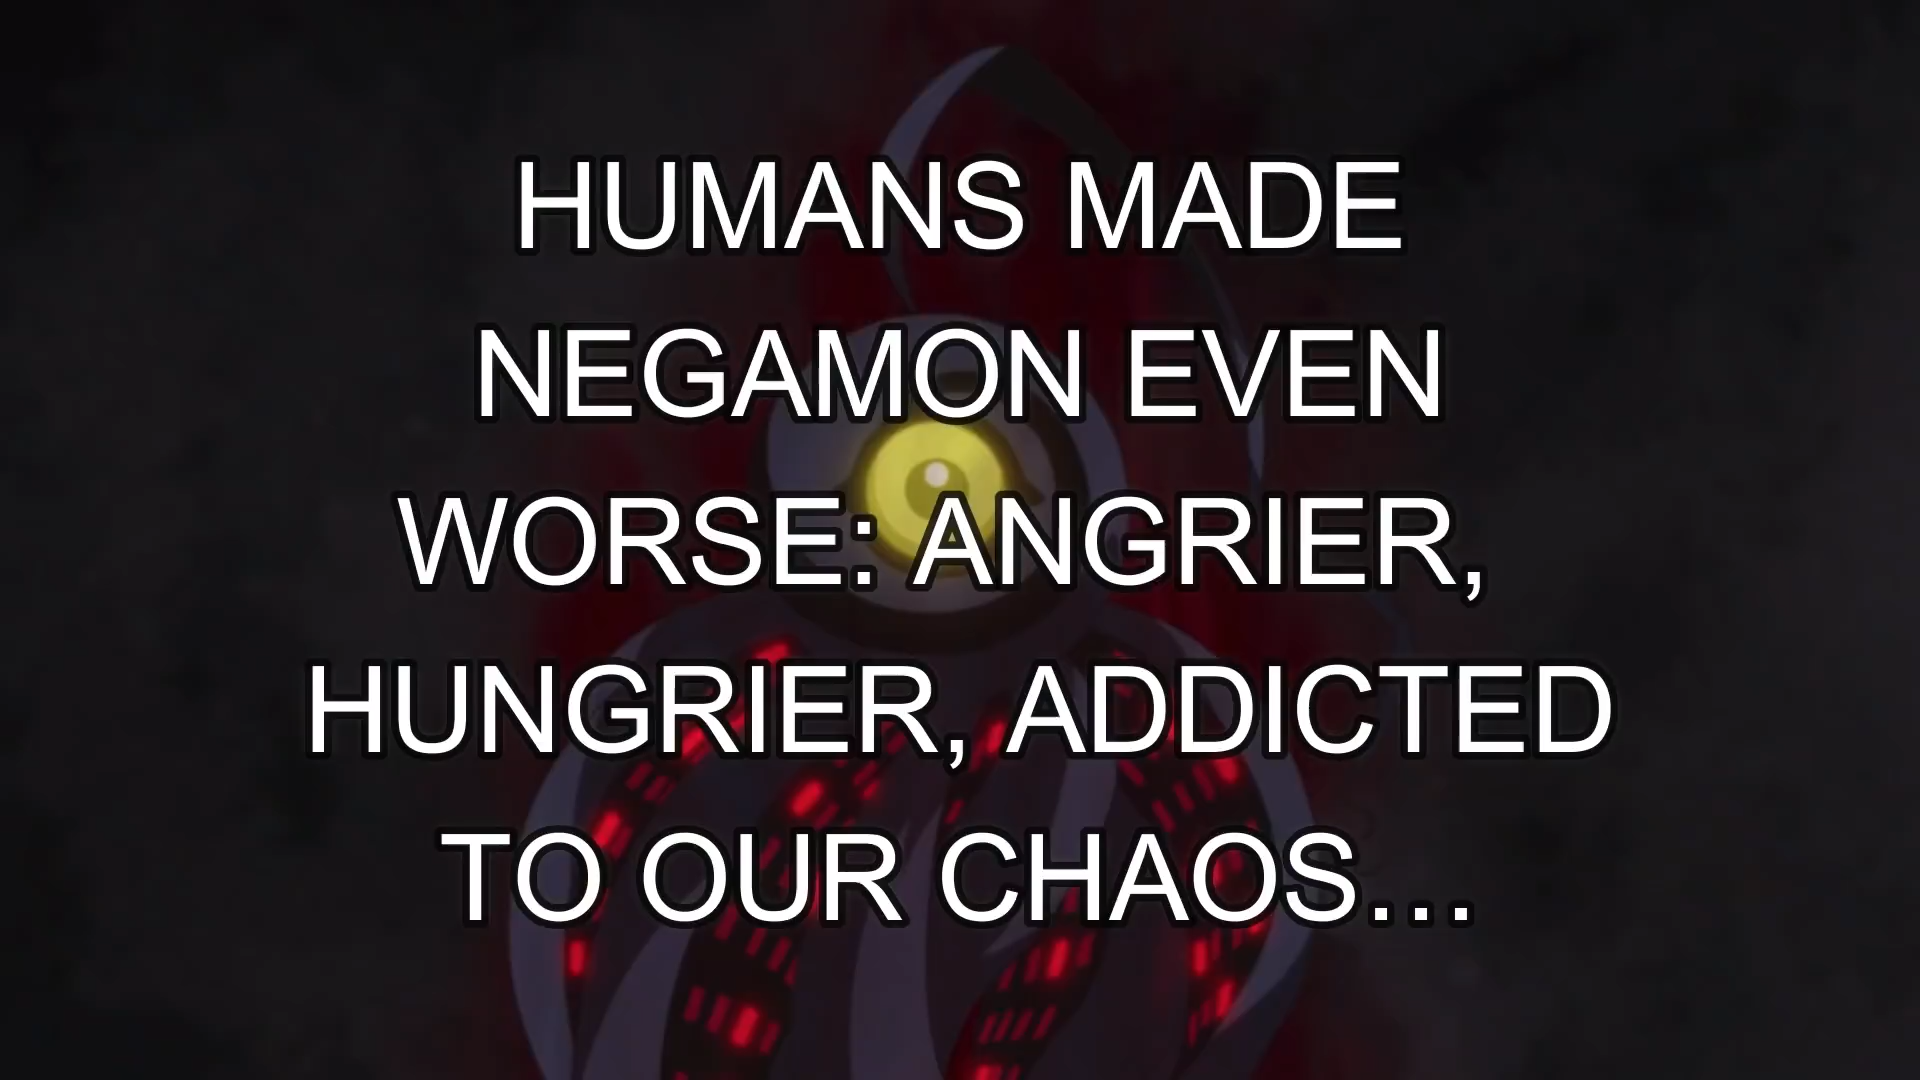 HUMANS MADE
NEGAMON EVEN
WORSE: ANGRIER,
HUNGRIER, ADDICTED
TO OUR CHAOS...